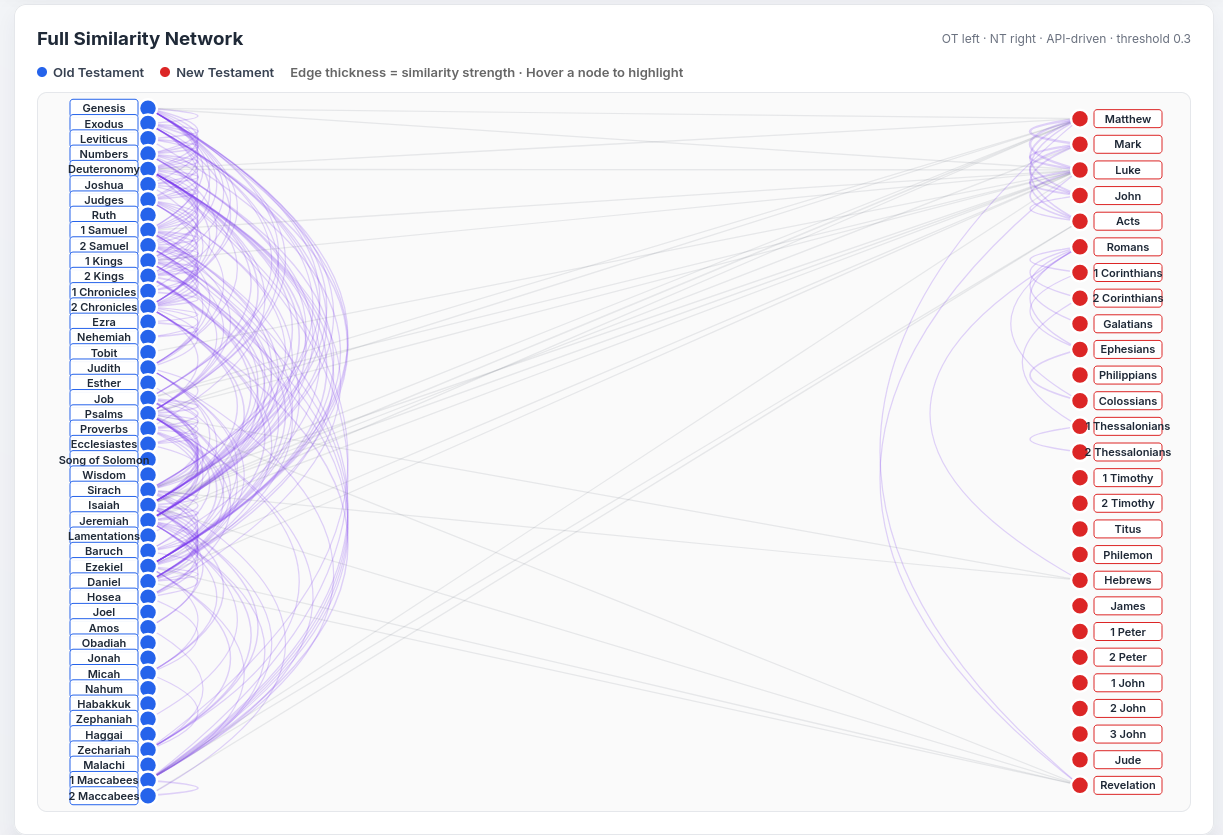 Full Similarity Network
OT left · NT right · API-driven · threshold 0.3
Old Testament
New Testament
Edge thickness = similarity strength · Hover a node to highlight
Genesis
Exodus
Leviticus
Numbers
Deuteronomy
Joshua
Judges
Ruth
1 Samuel
2 Samuel
1 Kings
2 Kings
1 Chronicles
2 Chronicles
Ezra
Nehemiah
Tobit
Judith
Esther
Job
Psalms
Proverbs
Ecclesiastes
Song of Solomon
Wisdom
Sirach
Isaiah
Jeremiah
Lamentations
Baruch
Ezekiel
Daniel
Hosea
Joel
Amos
Obadiah
Jonah
Micah
Nahum
Habakkuk
Zephaniah
Haggai
Zechariah
Malachi
1 Maccabees
2 Maccabees
Matthew
Mark
Luke
John
Acts
Romans
1 Corinthians
2 Corinthians
Galatians
Ephesians
Philippians
Colossians
1 Thessalonians
2 Thessalonians
1 Timothy
2 Timothy
Titus
Philemon
Hebrews
James
1 Peter
2 Peter
1 John
2 John
3 John
Jude
Revelation